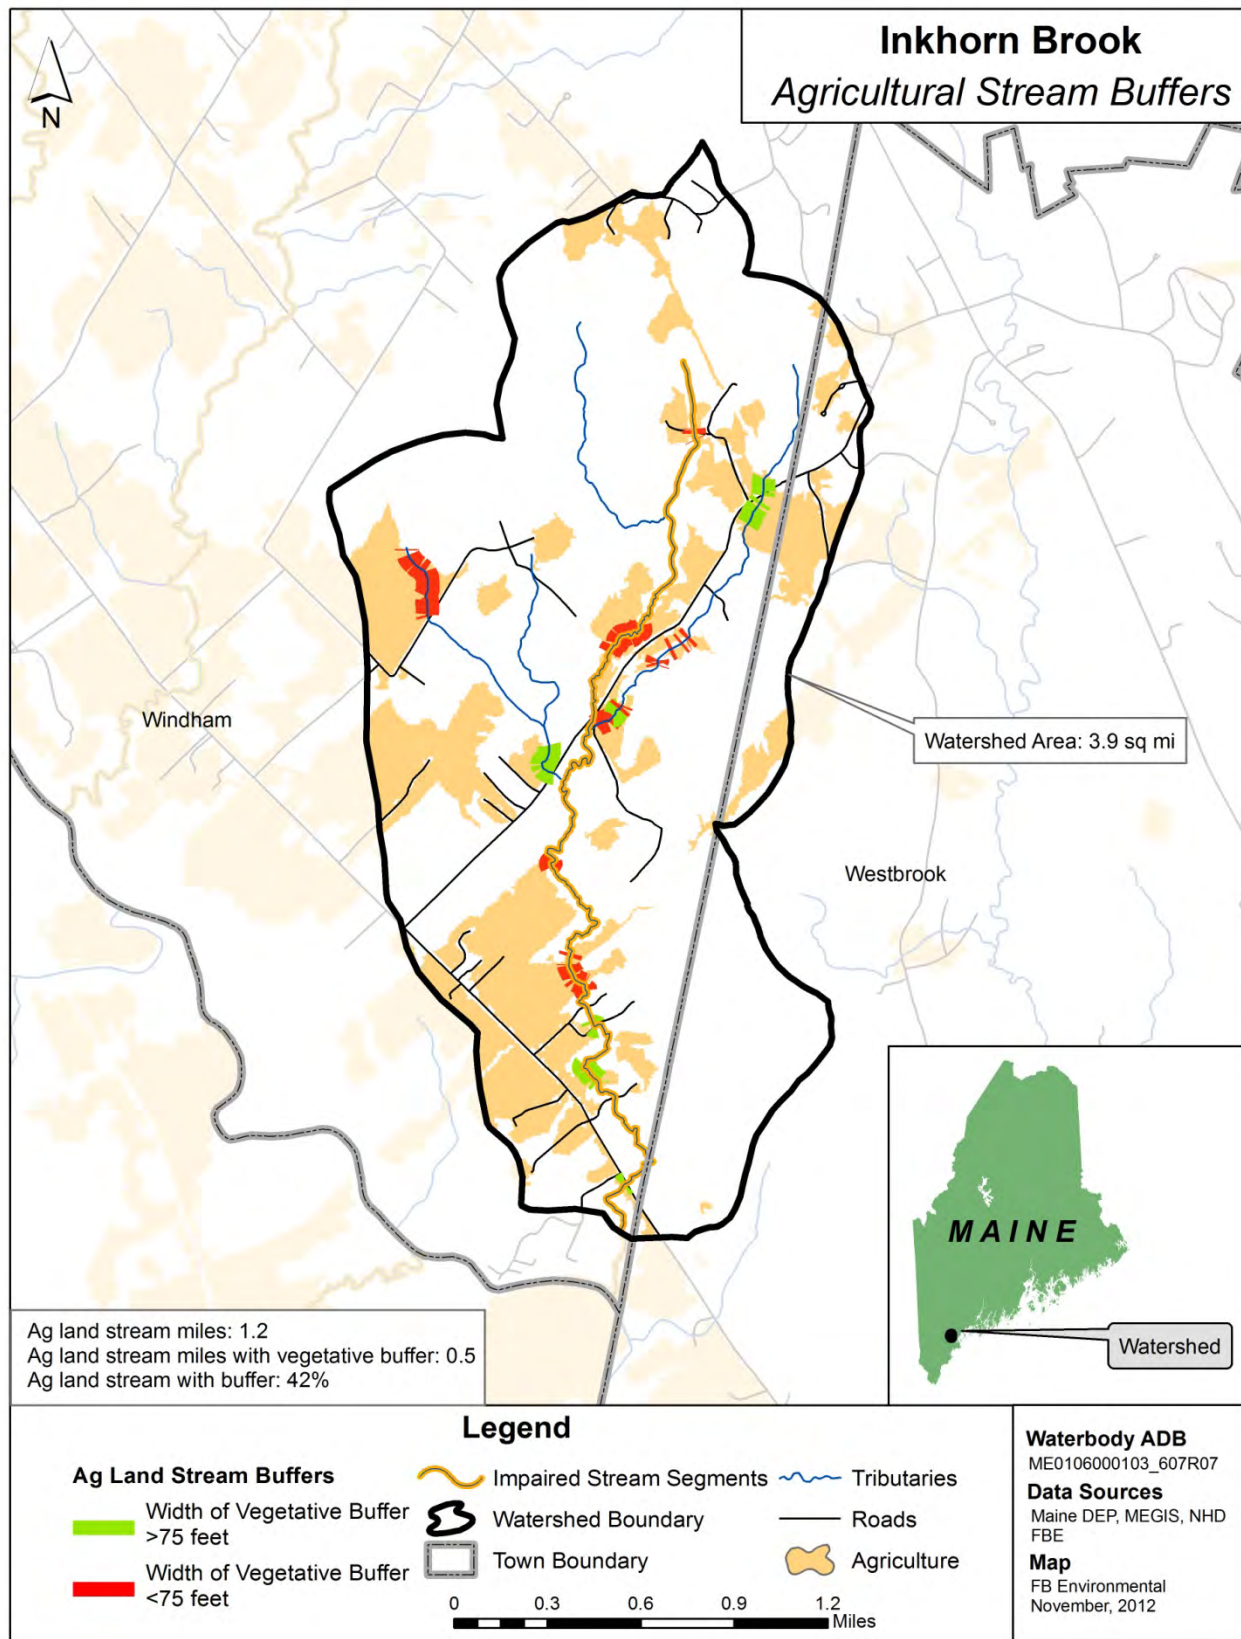 Inkhorn Brook
Agricultural Stream Buffers
N
Windham
Watershed Area: 3.9 sq mi
Westbrook
MAINE
Watershed
Ag land stream miles: 1.2
Ag land stream miles with vegetative buffer: 0.5
Ag land stream with buffer: 42%
Legend
Ag Land Stream Buffers
Width of Vegetative Buffer
>75 feet
Width of Vegetative Buffer
<75 feet
Impaired Stream Segments
Watershed Boundary
Town Boundary
Tributaries
Roads
Agriculture
0 0.3 0.6 0.9 1.2
Miles
Waterbody ADB
ME0106000103_607R07
Data Sources
Maine DEP, MEGIS, NHD
FBE
Map
FB Environmental
November, 2012